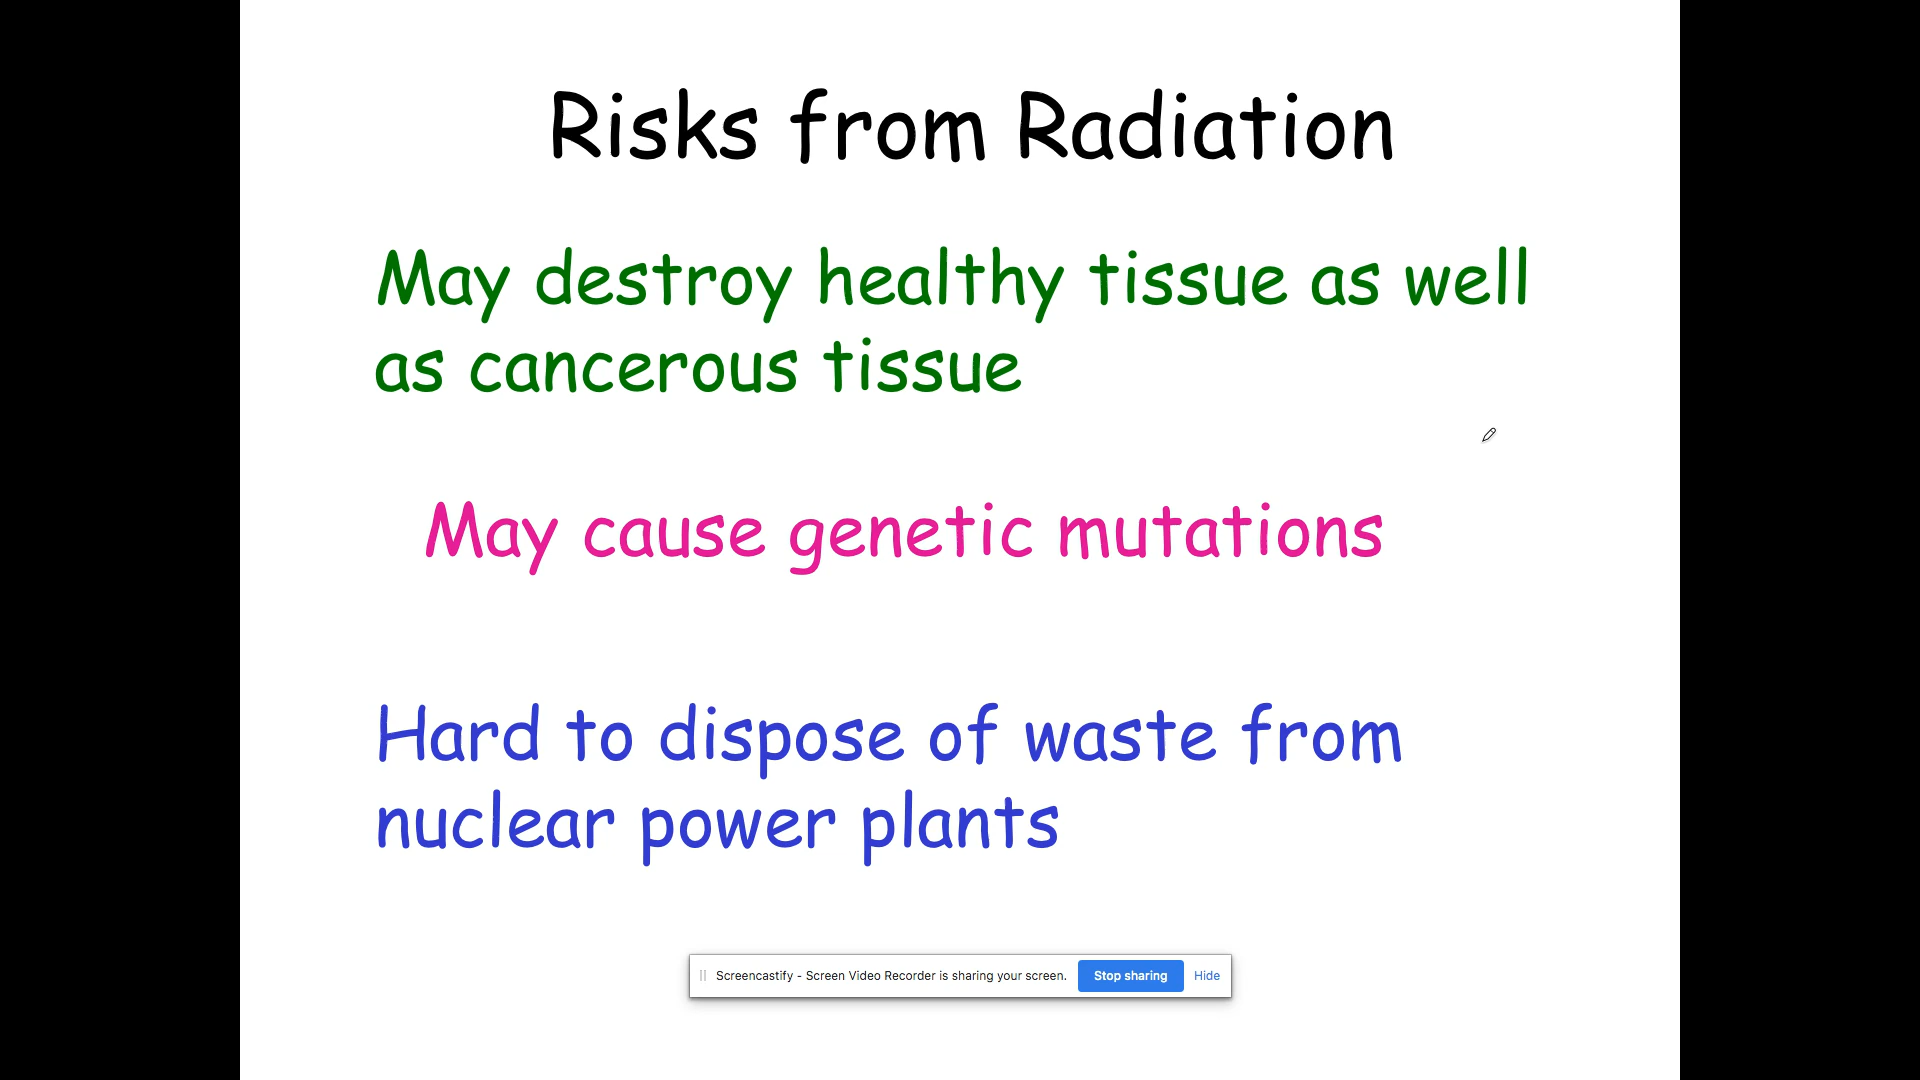 Risks from Radiation
May destroy healthy tissue as well
as cancerous tissue
May cause genetic mutations
Hard to dispose of waste from
nuclear power plants
Screencastify - Screen Video Recorder is sharing your screen. Stop sharing Hide